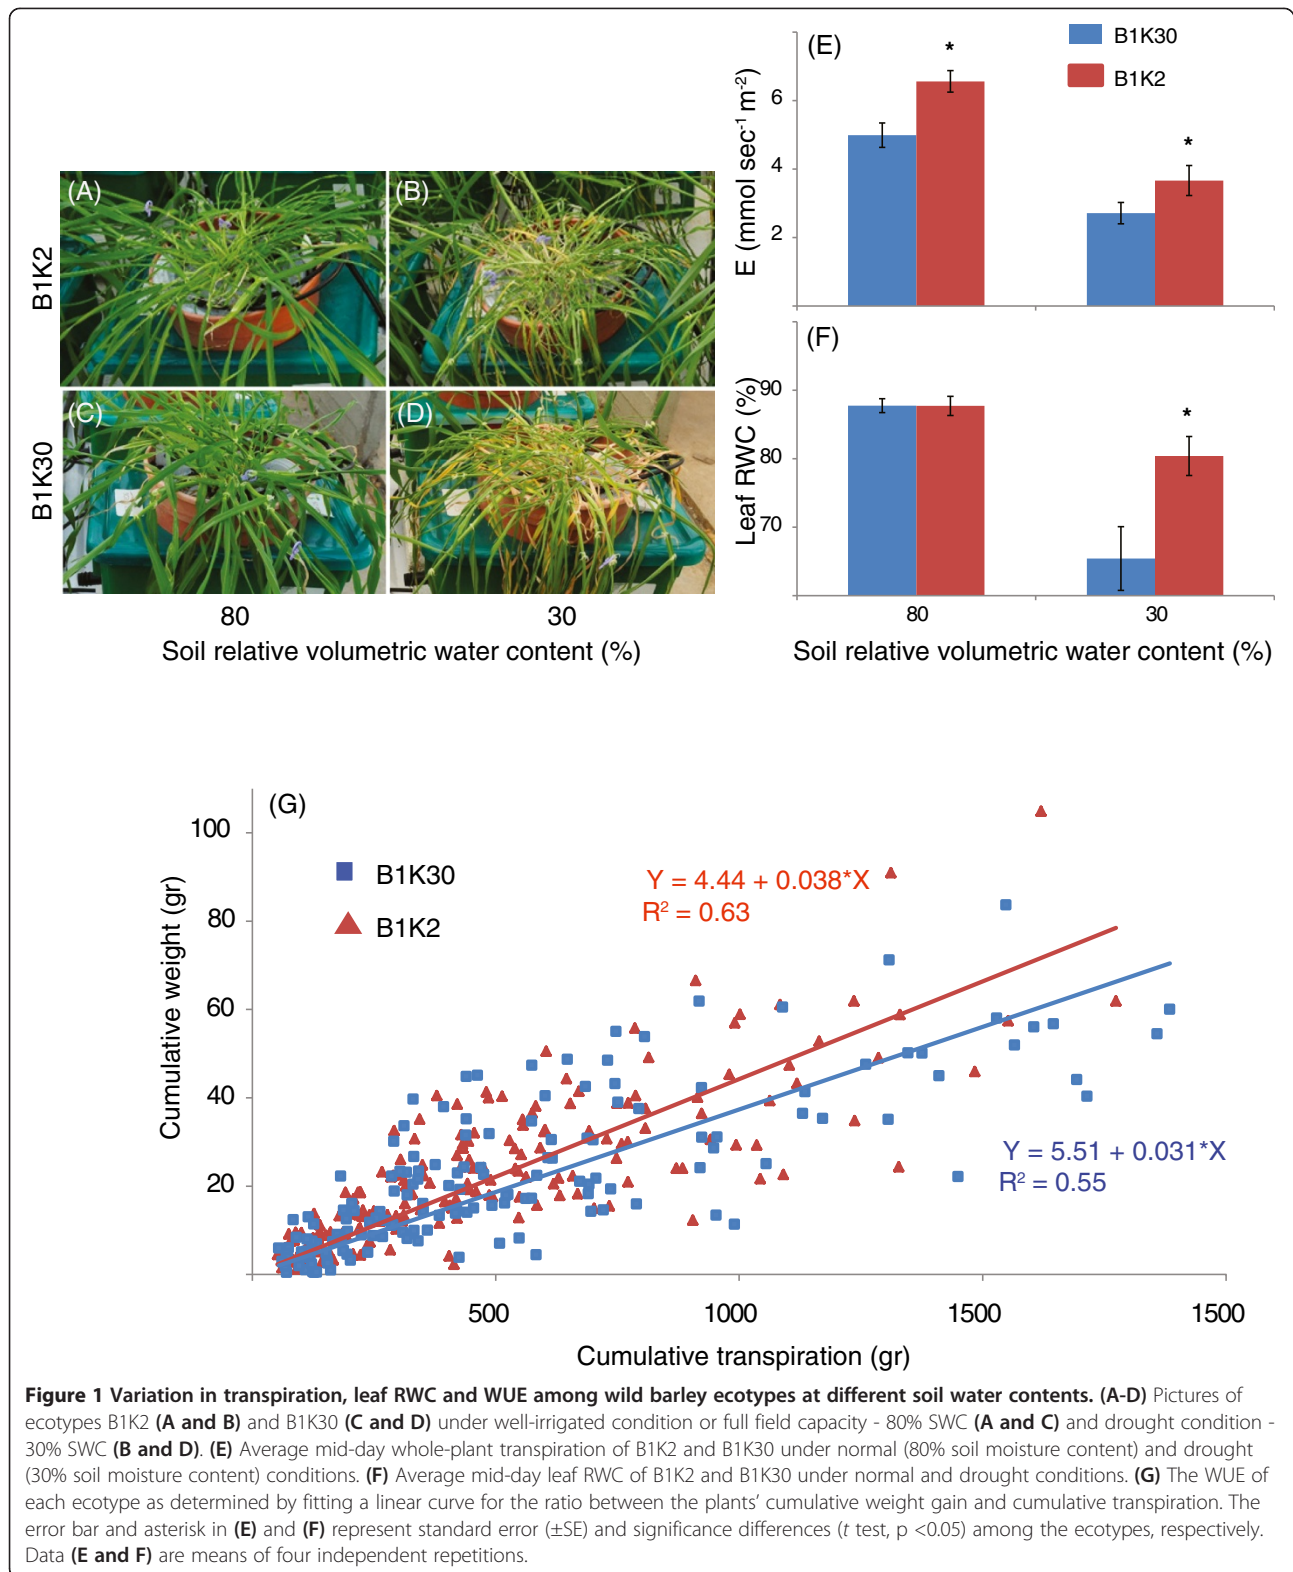 (A)
(B)
(C)
(D)
B1K2
B1K30
80
30
Soil relative volumetric water content (%)
(E)
B1K30
B1K2
*
*
6
4
2
E (mmol sec⁻¹ m⁻²)
(F)
*
90
80
70
Leaf RWC (%)
80
30
Soil relative volumetric water content (%)
(G)
100
80
60
40
20
Cumulative weight (gr)
B1K30
B1K2
Y = 4.44 + 0.038*X
R² = 0.63
Y = 5.51 + 0.031*X
R² = 0.55
500
1000
1500
1500
Cumulative transpiration (gr)
Figure 1 Variation in transpiration, leaf RWC and WUE among wild barley ecotypes at different soil water contents. (A-D) Pictures of
ecotypes B1K2 (A and B) and B1K30 (C and D) under well-irrigated condition or full field capacity - 80% SWC (A and C) and drought condition -
30% SWC (B and D). (E) Average mid-day whole-plant transpiration of B1K2 and B1K30 under normal (80% soil moisture content) and drought
(30% soil moisture content) conditions. (F) Average mid-day leaf RWC of B1K2 and B1K30 under normal and drought conditions. (G) The WUE of
each ecotype as determined by fitting a linear curve for the ratio between the plants' cumulative weight gain and cumulative transpiration. The
error bar and asterisk in (E) and (F) represent standard error (±SE) and significance differences (t test, p <0.05) among the ecotypes, respectively.
Data (E and F) are means of four independent repetitions.